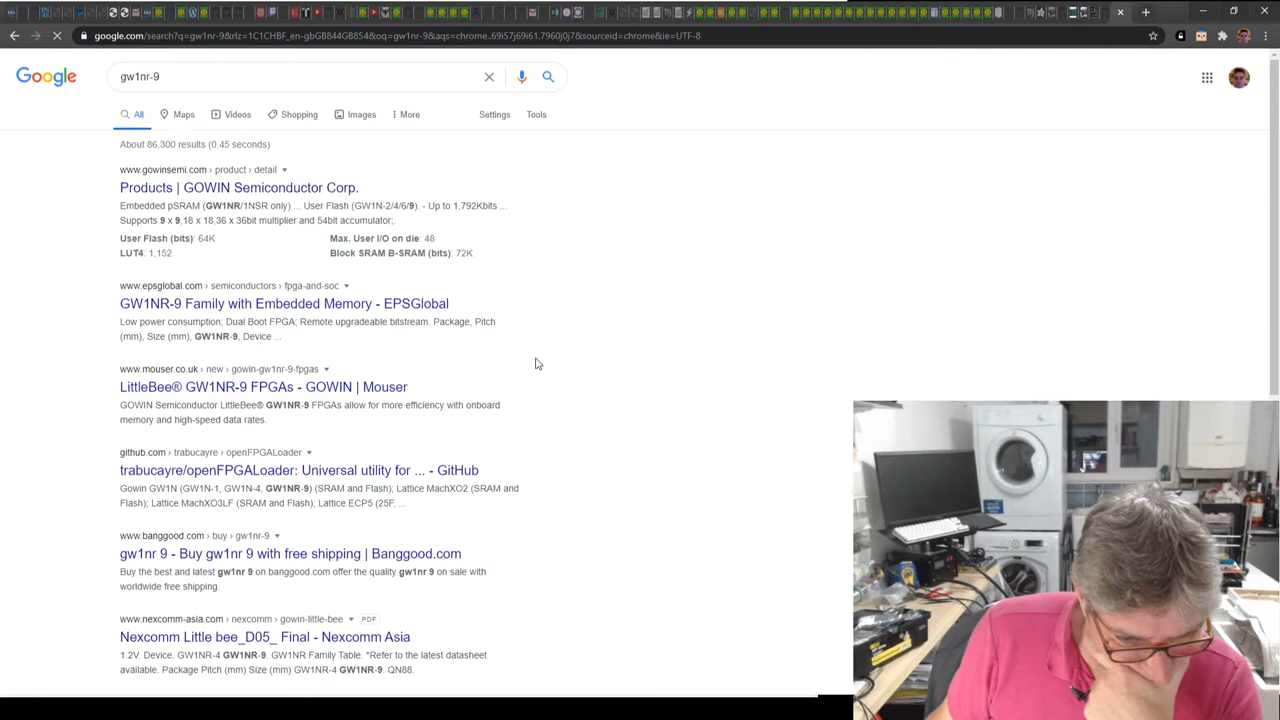 google.com/search?q=gw1nr-9&rlz=1C1CHBF_en-gbGB844GB854&oq=gw1nr-9&aqs=chrome..69i57j69i61.7960j0j7&sourceid=chrome&ie=UTF-8
Google
gw1nr-9
All
Maps
Videos
Shopping
Images
More
Settings
Tools
About 86,300 results (0.45 seconds)
www.gowinsemi.com › product › detail
Products | GOWIN Semiconductor Corp.
Embedded pSRAM (GW1NR/1NSR only) ... User Flash (GW1N-2/4/6/9). - Up to 1,792Kbits ...
Supports 9 x 9,18 x 18,36 x 36bit multiplier and 54bit accumulator;.
User Flash (bits): 64K
Max. User I/O on die: 48
LUT4: 1,152
Block SRAM B-SRAM (bits): 72K
www.epsglobal.com › semiconductors › fpga-and-soc
GW1NR-9 Family with Embedded Memory - EPSGlobal
Low power consumption; Dual Boot FPGA; Remote upgradeable bitstream. Package, Pitch
(mm), Size (mm), GW1NR-9, Device ...
www.mouser.co.uk › new › gowin-gw1nr-9-fpgas
LittleBee® GW1NR-9 FPGAs - GOWIN | Mouser
GOWIN Semiconductor LittleBee® GW1NR-9 FPGAs allow for more efficiency with onboard
memory and high-speed data rates.
github.com › trabucayre › openFPGALoader
trabucayre/openFPGALoader: Universal utility for ... - GitHub
Gowin GW1N (GW1N-1, GW1N-4, GW1NR-9) (SRAM and Flash); Lattice MachXO2 (SRAM and
Flash); Lattice MachXO3LF (SRAM and Flash); Lattice ECP5 (25F, ...
www.banggood.com › buy › gw1nr-9
gw1nr 9 - Buy gw1nr 9 with free shipping | Banggood.com
Buy the best and latest gw1nr 9 on banggood.com offer the quality gw1nr 9 on sale with
worldwide free shipping.
www.nexcomm-asia.com › nexcomm › gowin-little-bee PDF
Nexcomm Little bee_D05_ Final - Nexcomm Asia
1.2V. Device. GW1NR-4 GW1NR-9. GW1NR Family Table. *Refer to the latest datasheet
available. Package Pitch (mm) Size (mm) GW1NR-4 GW1NR-9. QN88.